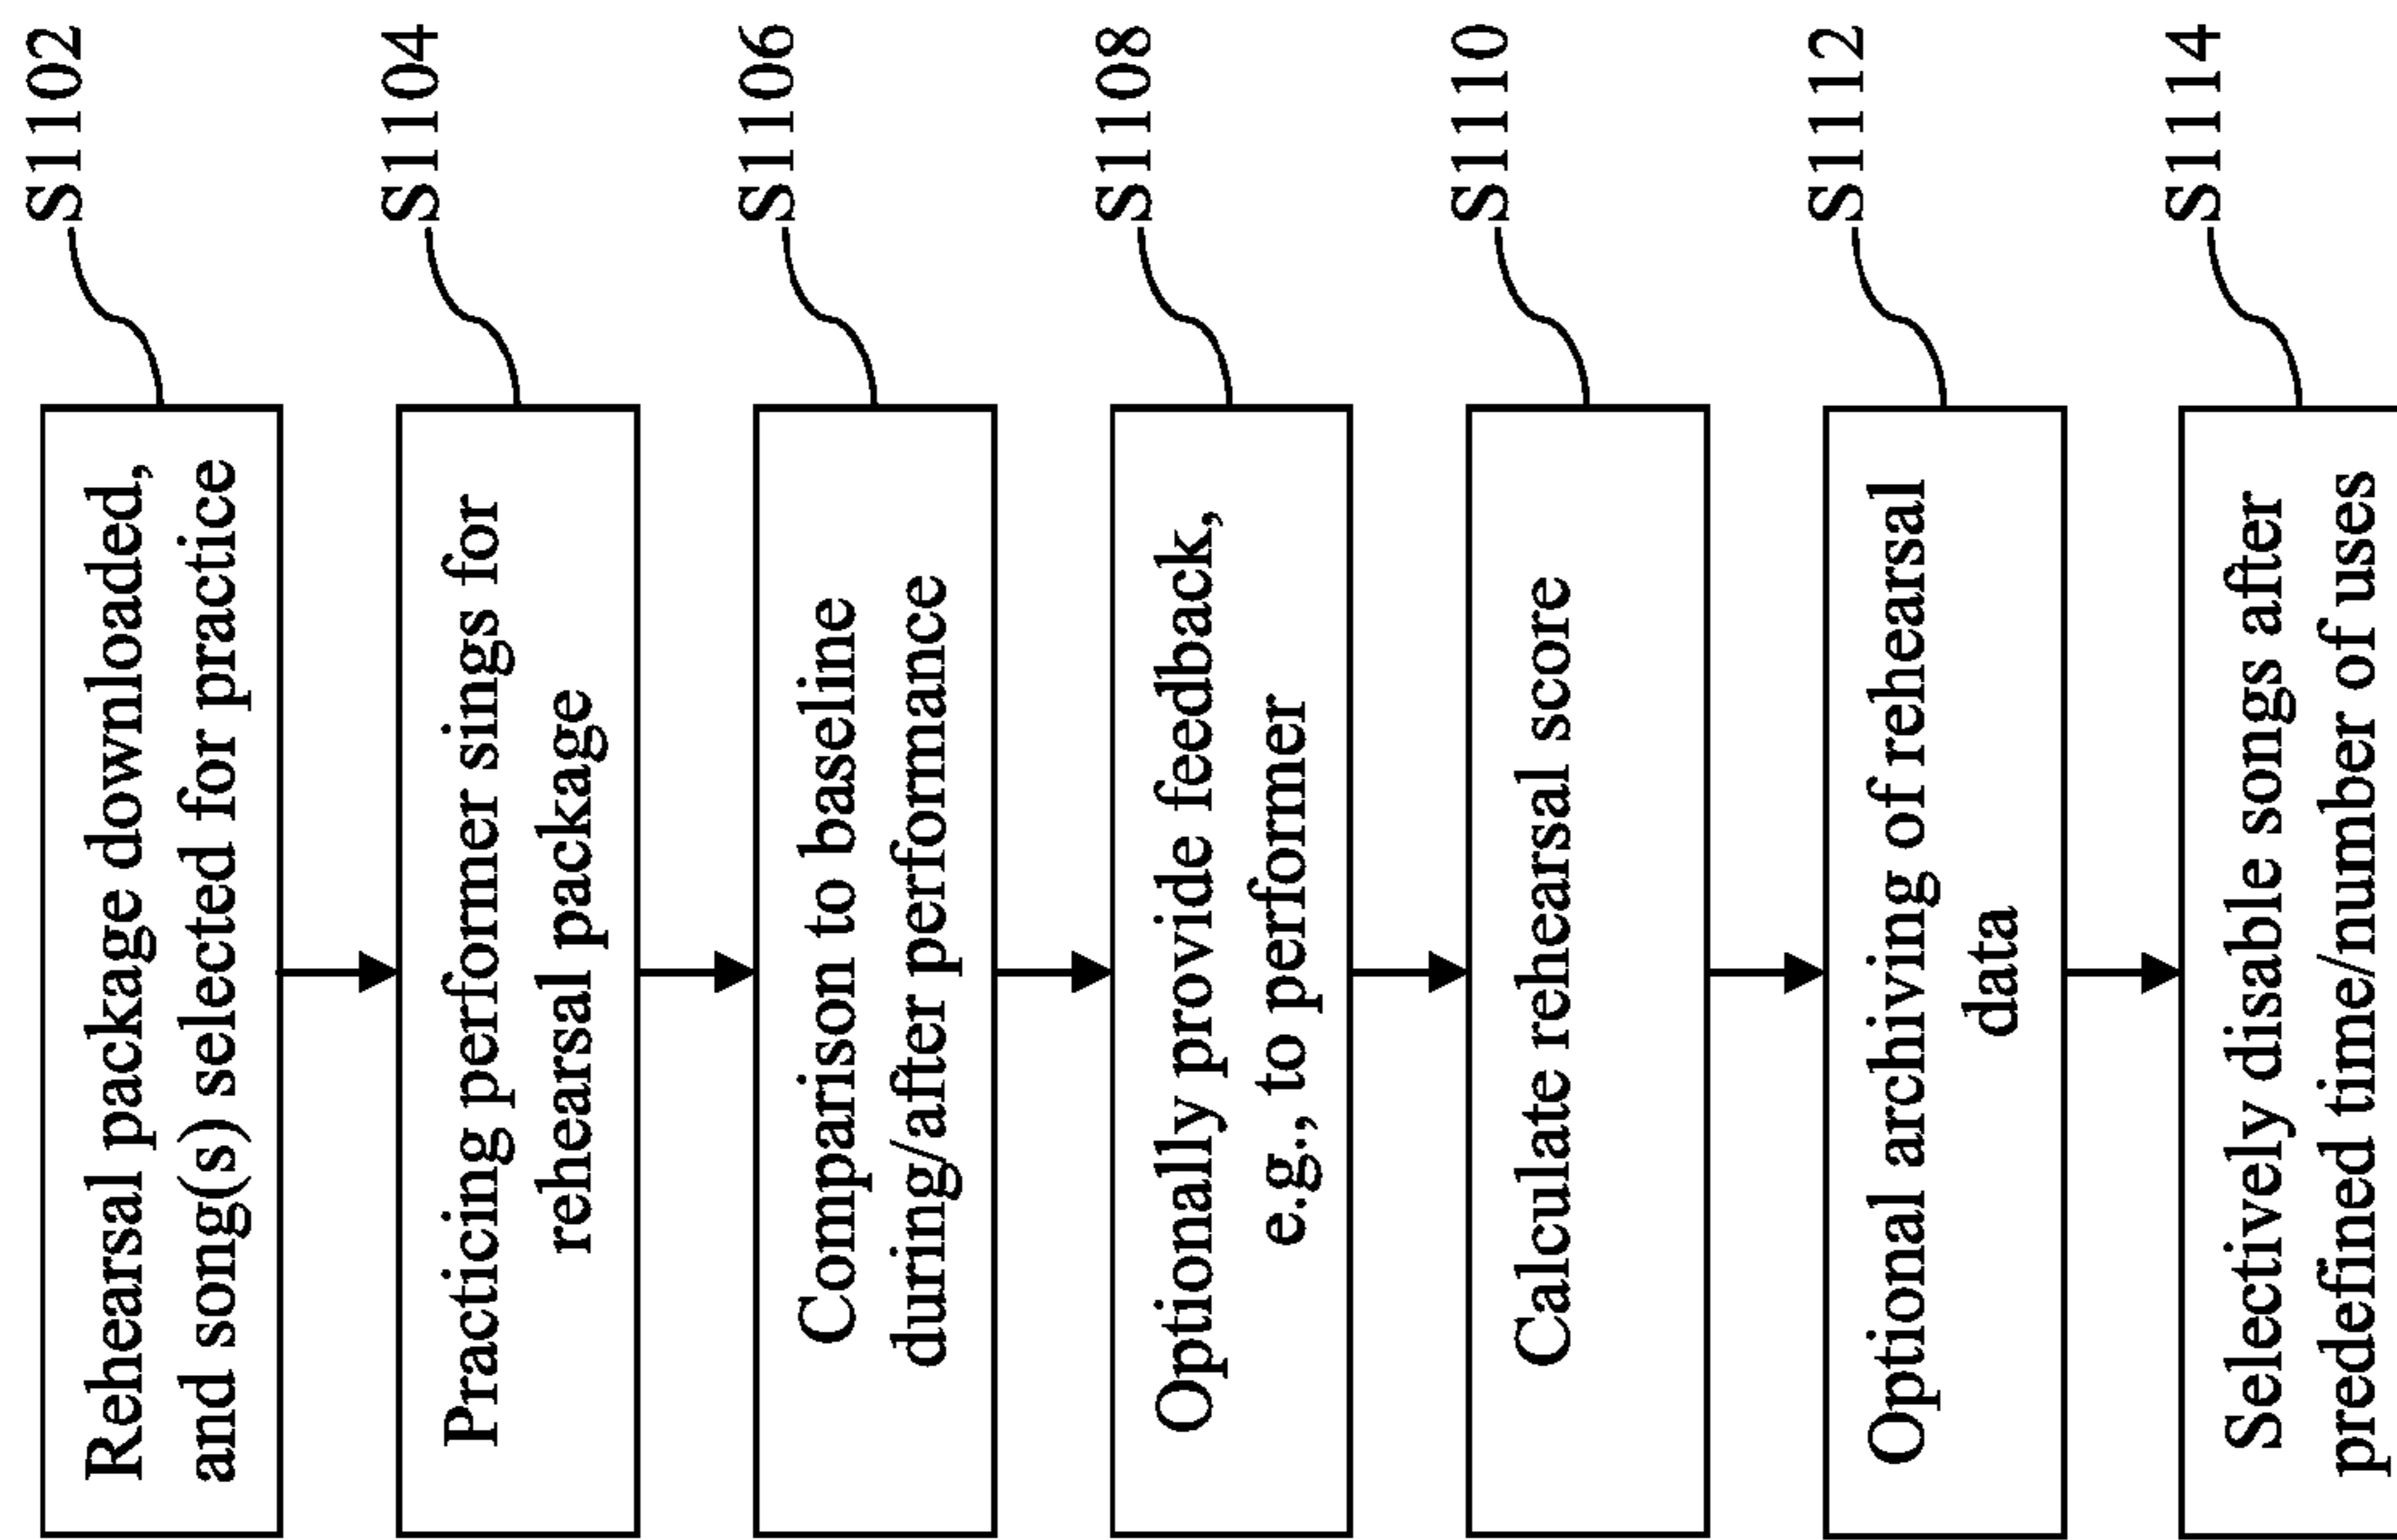 Rehearsal package downloaded,
and song(s) selected for practice
S1102
Practicing performer sings for
rehearsal package
S1104
Comparison to baseline
during/after performance
S1106
Optionally provide feedback,
e.g., to performer
S1108
Calculate rehearsal score
S1110
Optional archiving of rehearsal
data
S1112
Selectively disable songs after
predefined time/number of uses
S1114